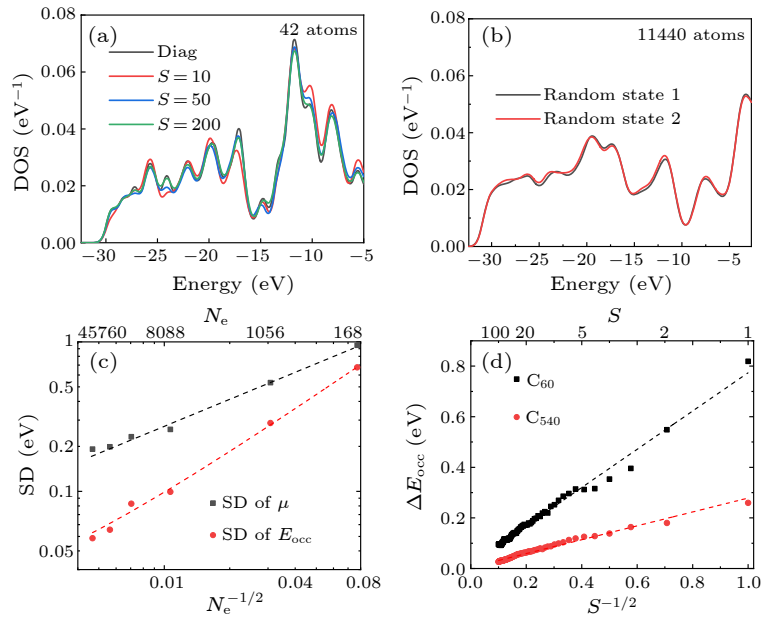 (a)
42 atoms
Diag
S = 10
S = 50
S = 200
DOS (eV⁻¹)
0.08
0.06
0.04
0.02
0.00
−30 −25 −20 −15 −10 −5
Energy (eV)
(b)
11440 atoms
Random state 1
Random state 2
DOS (eV⁻¹)
0.08
0.06
0.04
0.02
0.00
−30 −25 −20 −15 −10 −5
Energy (eV)
Nₑ
45760 8088 1056 168
(c)
SD (eV)
1
0.5
0.1
0.05
SD of μ
SD of E_occ
0.01 0.04 0.08
Nₑ^−1/2
S
100 20 5 2 1
(d)
C₆₀
C₅₄₀
ΔE_occ (eV)
0.8
0.6
0.4
0.2
0.0
0.0 0.2 0.4 0.6 0.8 1.0
S^−1/2